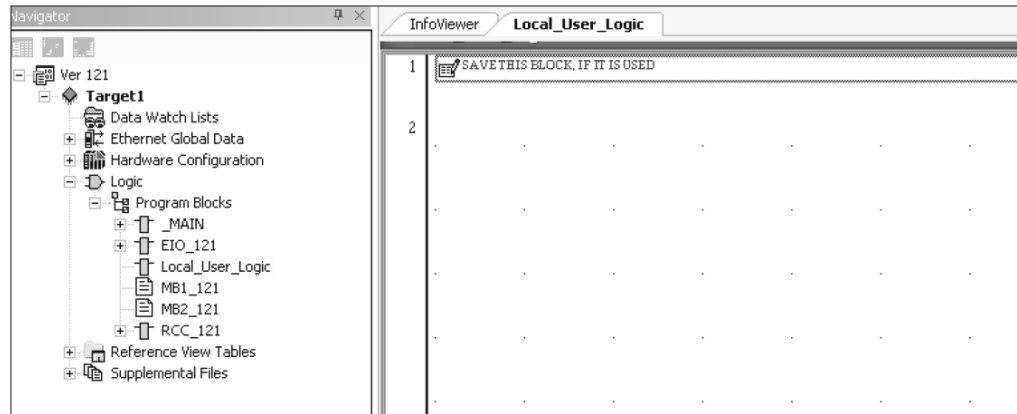 Navigator
Ver 121
Target1
Data Watch Lists
Ethernet Global Data
Hardware Configuration
Logic
Program Blocks
_MAIN
EIO_121
Local_User_Logic
MB1_121
MB2_121
RCC_121
Reference View Tables
Supplemental Files
InfoViewer
Local_User_Logic
1
SAVE THIS BLOCK, IF IT IS USED
2